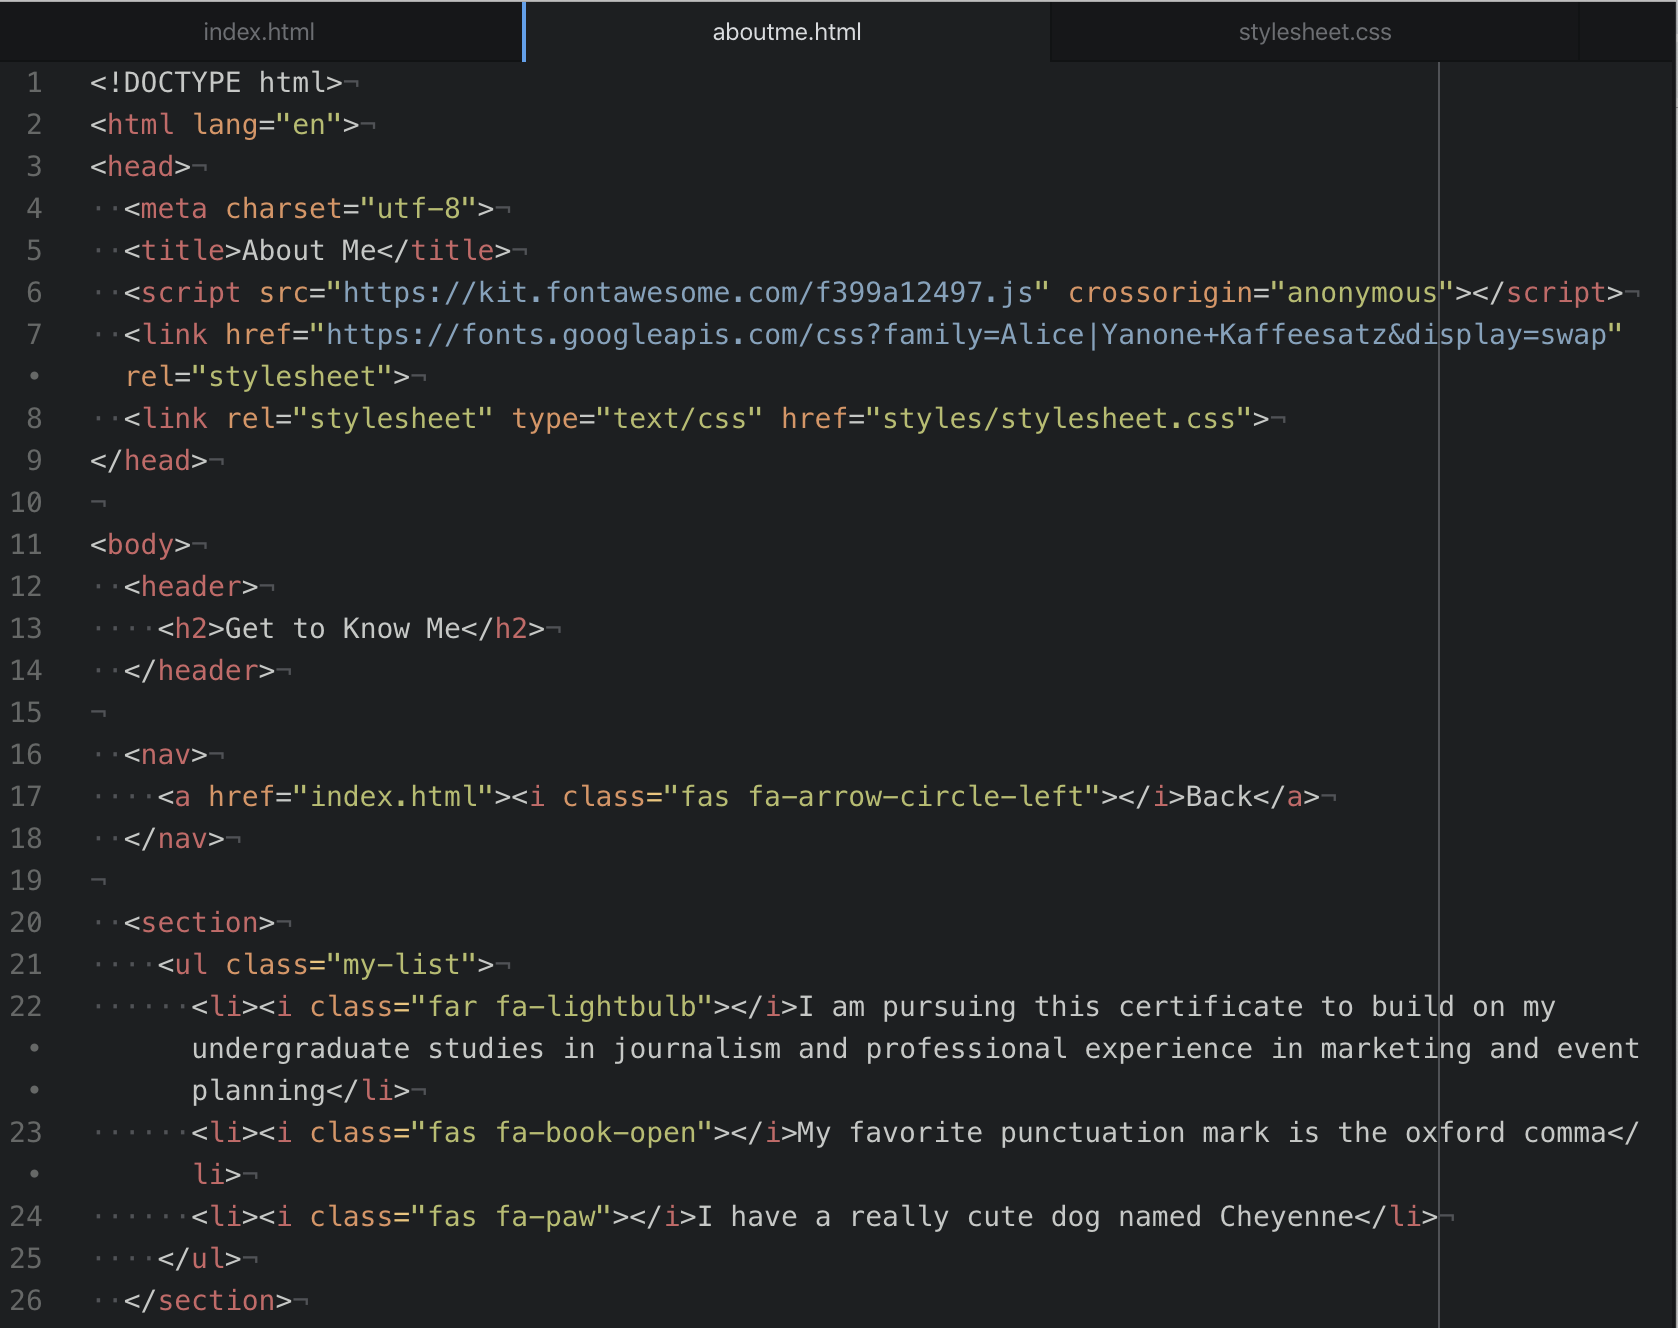 index.html
aboutme.html
stylesheet.css
1 <!DOCTYPE html>¬
2 <html lang="en">¬
3 <head>¬
4 ··<meta charset="utf-8">¬
5 ··<title>About Me</title>¬
6 ··<script src="https://kit.fontawesome.com/f399a12497.js" crossorigin="anonymous"></script>¬
7 ··<link href="https://fonts.googleapis.com/css?family=Alice|Yanone+Kaffeesatz&display=swap"
• rel="stylesheet">¬
8 ··<link rel="stylesheet" type="text/css" href="styles/stylesheet.css">¬
9 </head>¬
10 ¬
11 <body>¬
12 ··<header>¬
13 ····<h2>Get to Know Me</h2>¬
14 ··</header>¬
15 ¬
16 ··<nav>¬
17 ····<a href="index.html"><i class="fas fa-arrow-circle-left"></i>Back</a>¬
18 ··</nav>¬
19 ¬
20 ··<section>¬
21 ····<ul class="my-list">¬
22 ······<li><i class="far fa-lightbulb"></i>I am pursuing this certificate to build on my
• undergraduate studies in journalism and professional experience in marketing and event
• planning</li>¬
23 ······<li><i class="fas fa-book-open"></i>My favorite punctuation mark is the oxford comma</
• li>¬
24 ······<li><i class="fas fa-paw"></i>I have a really cute dog named Cheyenne</li>¬
25 ····</ul>¬
26 ··</section>¬